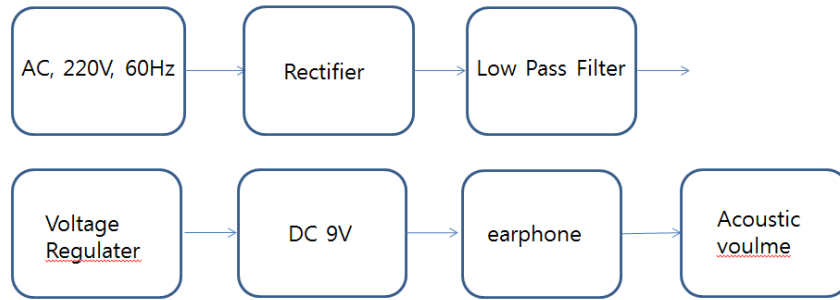 AC, 220V, 60Hz
Rectifier
Low Pass Filter
Voltage
Regulater
DC 9V
earphone
Acoustic
voulme